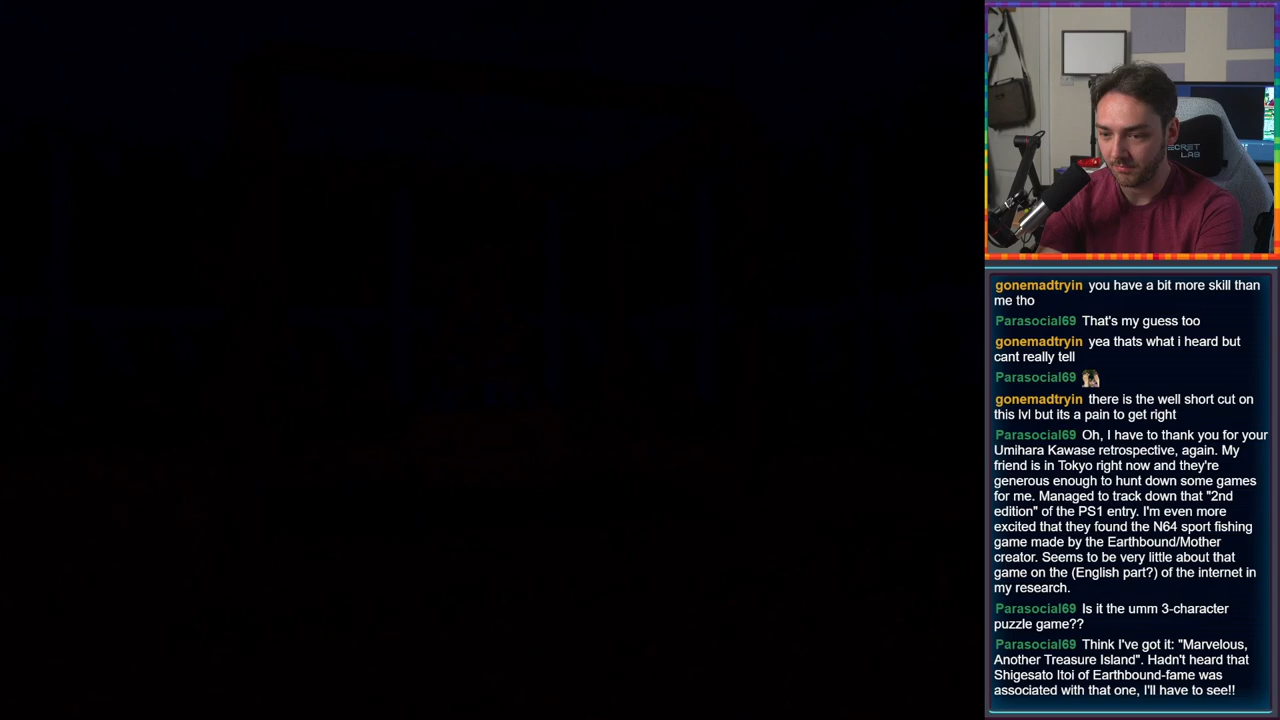 SECRET
LAB
gonemadtryin you have a bit more skill than
me tho
Parasocial69 That's my guess too
gonemadtryin yea thats what i heard but
cant really tell
Parasocial69
gonemadtryin there is the well short cut on
this lvl but its a pain to get right
Parasocial69 Oh, I have to thank you for your
Umihara Kawase retrospective, again. My
friend is in Tokyo right now and they're
generous enough to hunt down some games
for me. Managed to track down that "2nd
edition" of the PS1 entry. I'm even more
excited that they found the N64 sport fishing
game made by the Earthbound/Mother
creator. Seems to be very little about that
game on the (English part?) of the internet in
my research.
Parasocial69 Is it the umm 3-character
puzzle game??
Parasocial69 Think I've got it: "Marvelous,
Another Treasure Island". Hadn't heard that
Shigesato Itoi of Earthbound-fame was
associated with that one, I'll have to see!!